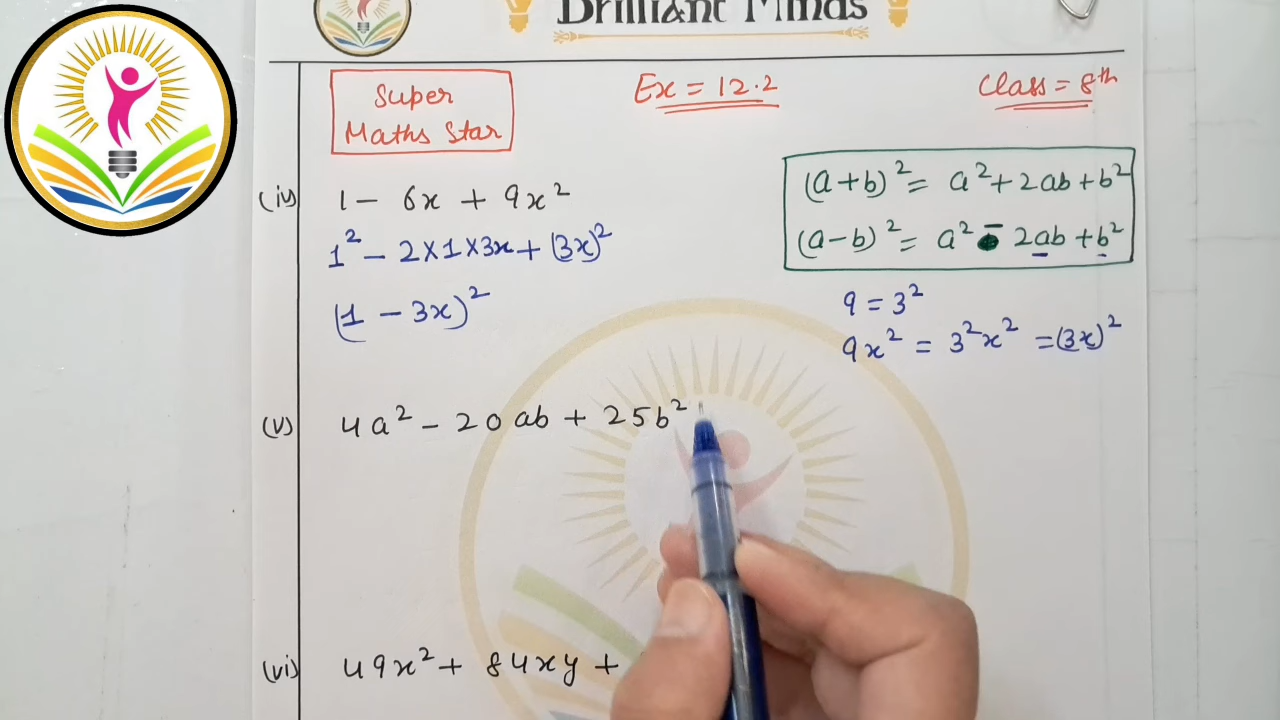 Brilliant Minds
Super
Maths Star
Ex = 12.2
Class = 8th
(a+b)² = a² + 2ab + b²
(a-b)² = a² - 2ab + b²
(iv) 1 - 6x + 9x²
1² - 2×1×3x + (3x)²
(1 - 3x)²
9 = 3²
9x² = 3²x² = (3x)²
(v) 4a² - 20ab + 25b²
(vi) 49x² + 84xy +